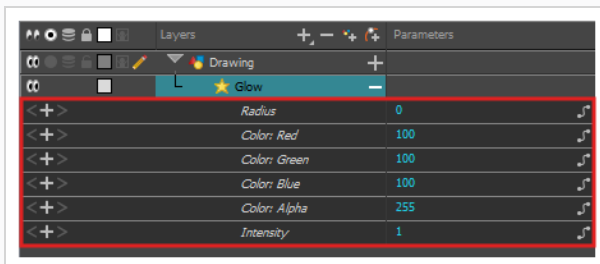 Layers Parameters
Drawing
Glow
Radius 0
Color: Red 100
Color: Green 100
Color: Blue 100
Color: Alpha 255
Intensity 1